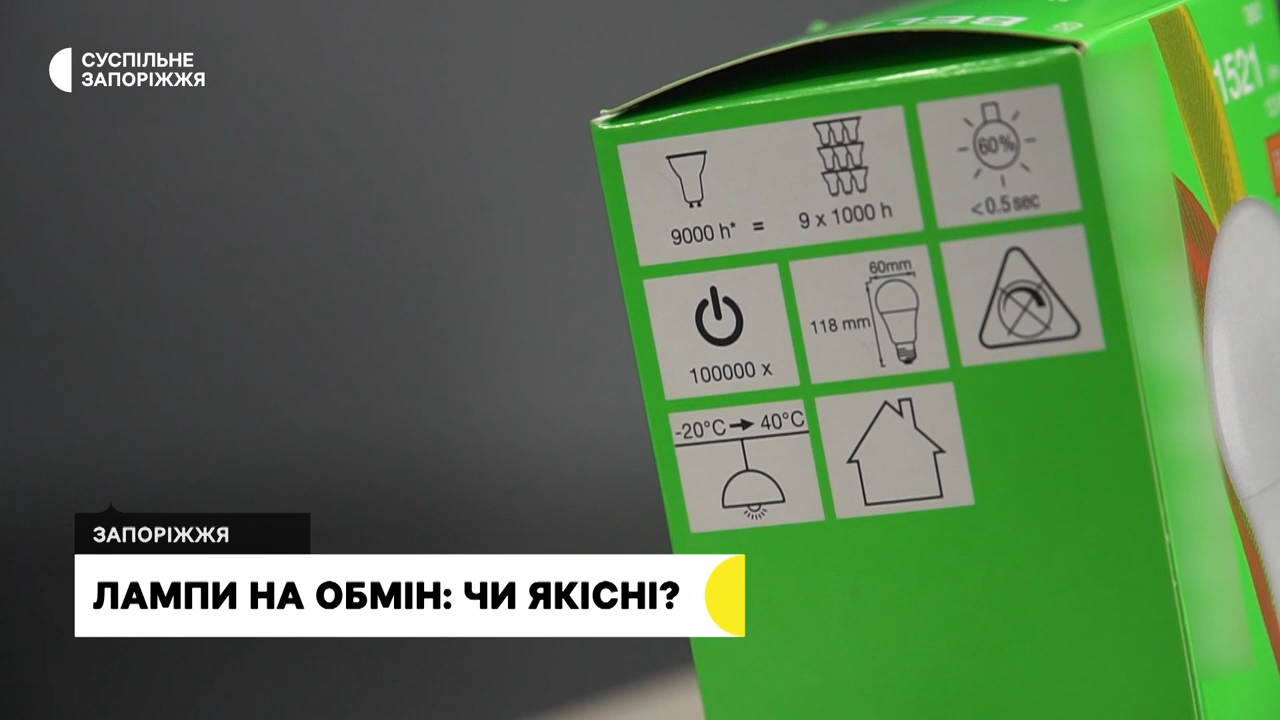 СУСПІЛЬНЕ
ЗАПОРІЖЖЯ
1521
60%
<0.5 sec
9000 h* = 9 x 1000 h
60mm
118 mm
100000 x
-20°C → 40°C
ЗАПОРІЖЖЯ
ЛАМПИ НА ОБМІН: ЧИ ЯКІСНІ?